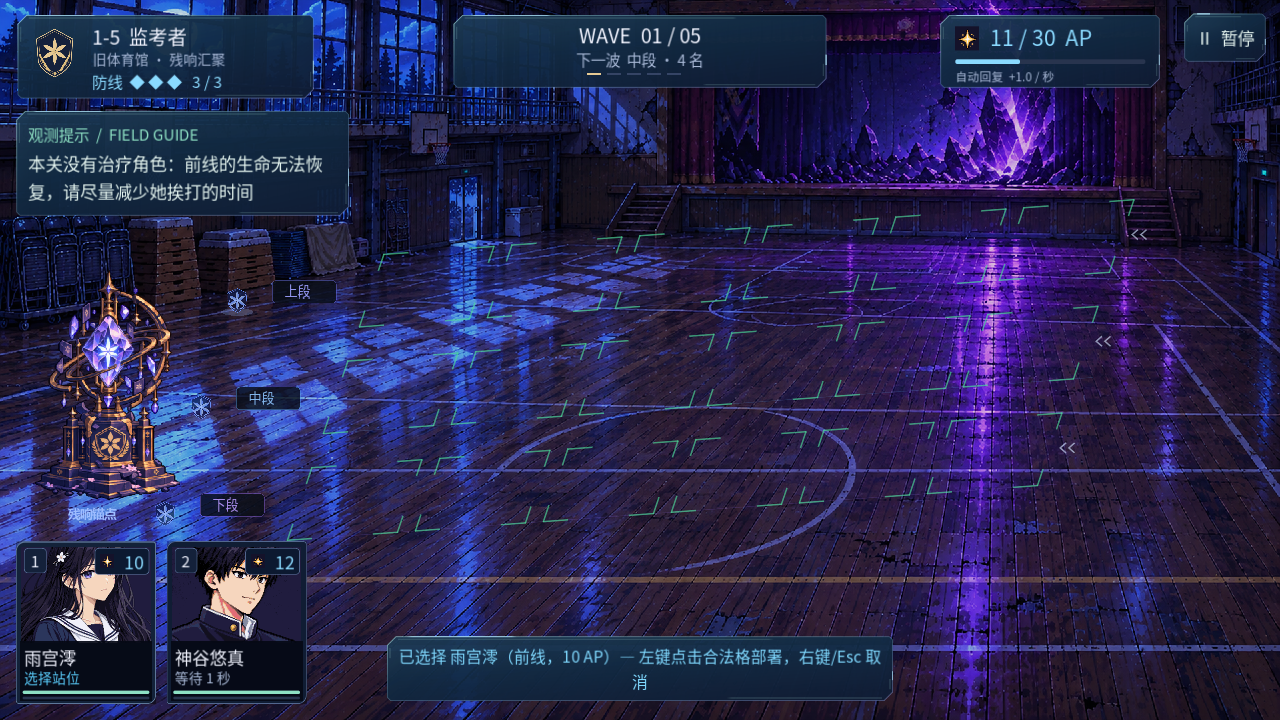 1-5 监考者
旧体育馆 · 残响汇聚
防线 3 / 3
WAVE 01 / 05
下一波 中段 · 4 名
11 / 30 AP
自动回复 +1.0 / 秒
暂停
观测提示 / FIELD GUIDE
本关没有治疗角色：前线的生命无法恢
复，请尽量减少她挨打的时间
上段
中段
下段
残响锚点
1
10
雨宫澪
选择站位
2
12
神谷悠真
等待 1 秒
已选择 雨宫澪（前线，10 AP）— 左键点击合法格部署，右键/Esc 取
消